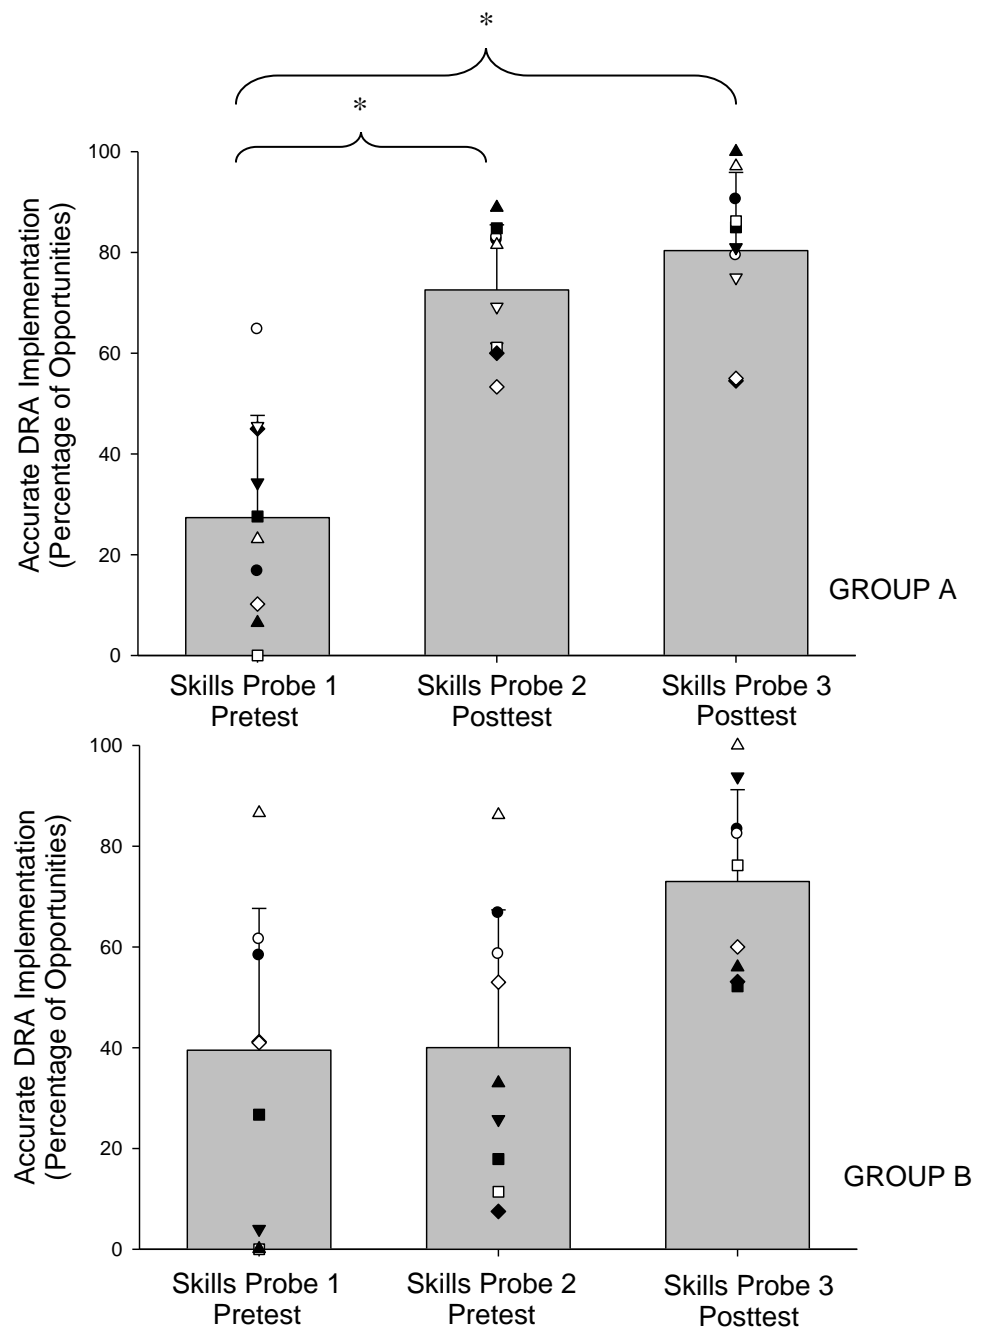 *
*
Accurate DRA Implementation
(Percentage of Opportunities)
100
80
60
40
20
0
GROUP A
Skills Probe 1
Pretest
Skills Probe 2
Posttest
Skills Probe 3
Posttest
Accurate DRA Implementation
(Percentage of Opportunities)
100
80
60
40
20
0
GROUP B
Skills Probe 1
Pretest
Skills Probe 2
Pretest
Skills Probe 3
Posttest